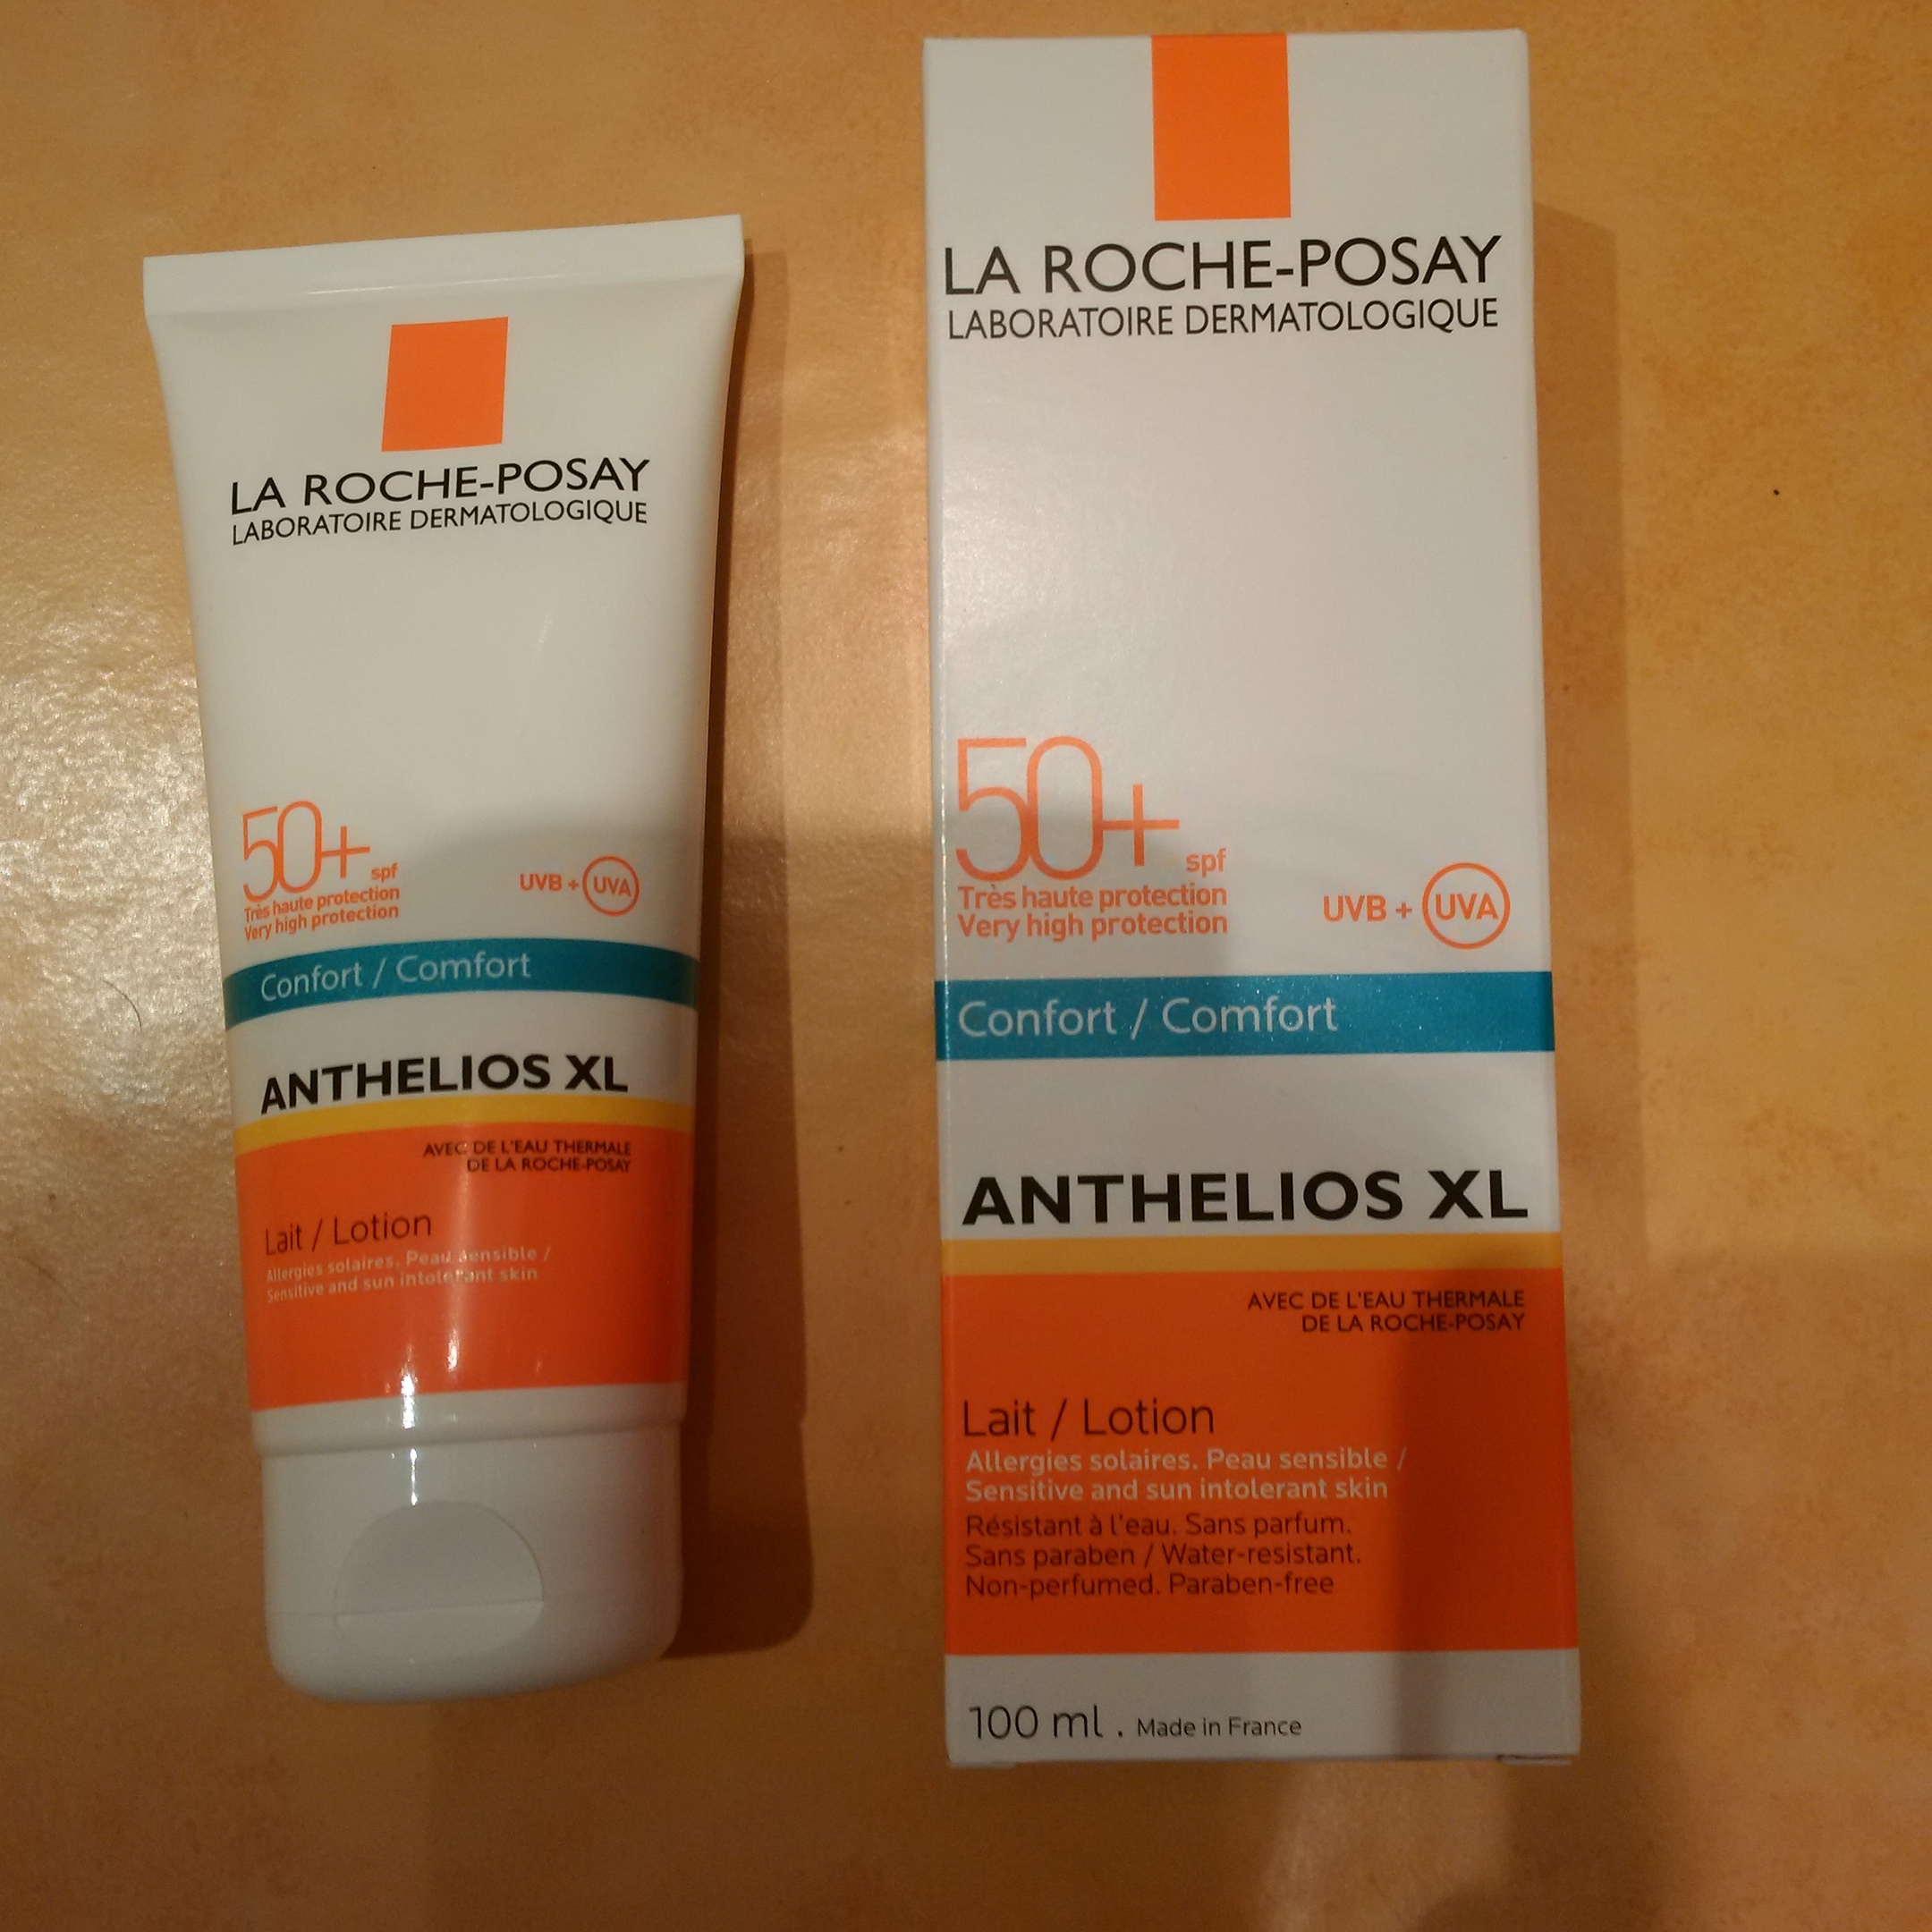 LA ROCHE-POSAY
LABORATOIRE DERMATOLOGIQUE
50+ spf
Très haute protection
Very high protection
UVB + UVA
Confort / Comfort
ANTHELIOS XL
AVEC DE L'EAU THERMALE
DE LA ROCHE-POSAY
Lait / Lotion
Allergies solaires. Peau sensible /
Sensitive and sun intolerant skin
LA ROCHE-POSAY
LABORATOIRE DERMATOLOGIQUE
50+ spf
Très haute protection
Very high protection
UVB + UVA
Confort / Comfort
ANTHELIOS XL
AVEC DE L'EAU THERMALE
DE LA ROCHE-POSAY
Lait / Lotion
Allergies solaires. Peau sensible /
Sensitive and sun intolerant skin
Résistant à l'eau. Sans parfum.
Sans paraben / Water-resistant.
Non-perfumed. Paraben-free
100 ml . Made in France